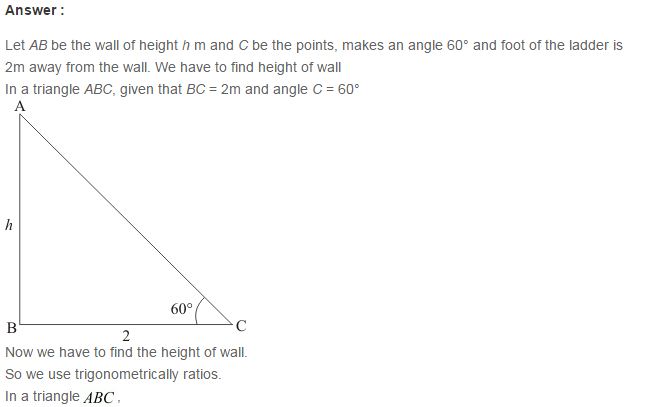 Answer :
Let AB be the wall of height h m and C be the points, makes an angle 60° and foot of the ladder is
2m away from the wall. We have to find height of wall
In a triangle ABC, given that BC = 2m and angle C = 60°
A
h
60°
B
C
2
Now we have to find the height of wall.
So we use trigonometrically ratios.
In a triangle ABC ,